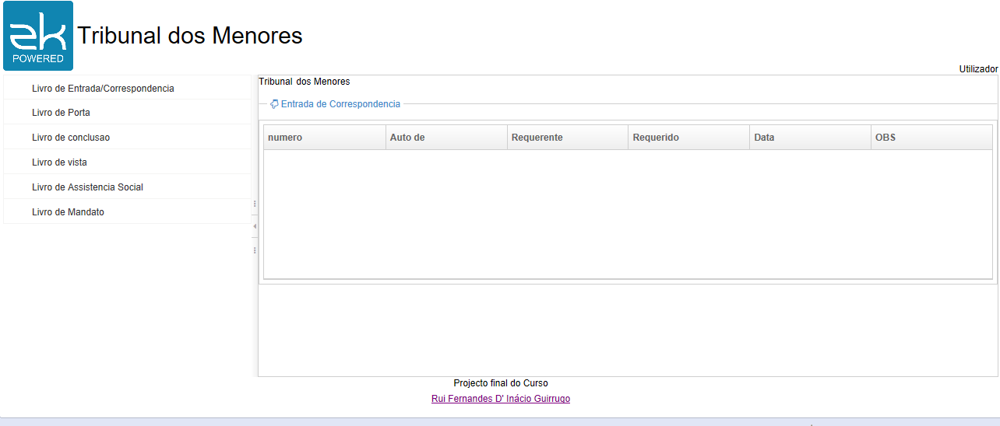 zk
POWERED
Tribunal dos Menores
Utilizador
Livro de Entrada/Correspondencia
Livro de Porta
Livro de conclusao
Livro de vista
Livro de Assistencia Social
Livro de Mandato
Tribunal dos Menores
Entrada de Correspondencia
numero Auto de Requerente Requerido Data OBS
Projecto final do Curso
Rui Fernandes D' Inácio Guirrugo